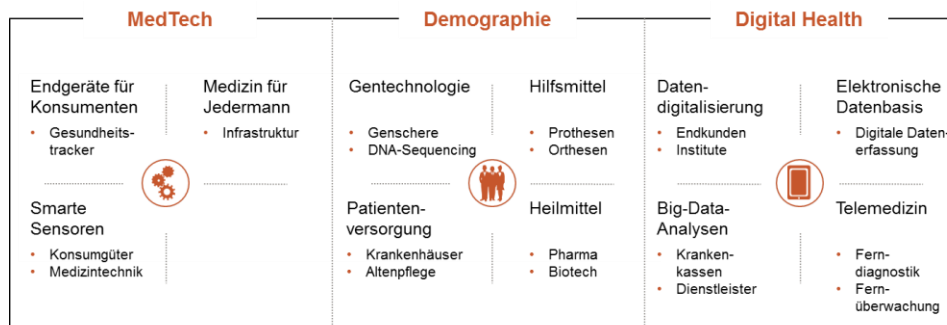 MedTech
Demographie
Digital Health
Endgeräte für
Konsumenten
• Gesundheits-
tracker
Medizin für
Jedermann
• Infrastruktur
Smarte
Sensoren
• Konsumgüter
• Medizintechnik
Gentechnologie
• Genschere
• DNA-Sequencing
Hilfsmittel
• Prothesen
• Orthesen
Patienten-
versorgung
• Krankenhäuser
• Altenpflege
Heilmittel
• Pharma
• Biotech
Daten-
digitalisierung
• Endkunden
• Institute
Elektronische
Datenbasis
• Digitale Daten-
erfassung
Big-Data-
Analysen
• Kranken-
kassen
• Dienstleister
Telemedizin
• Fern-
diagnostik
• Fern-
überwachung